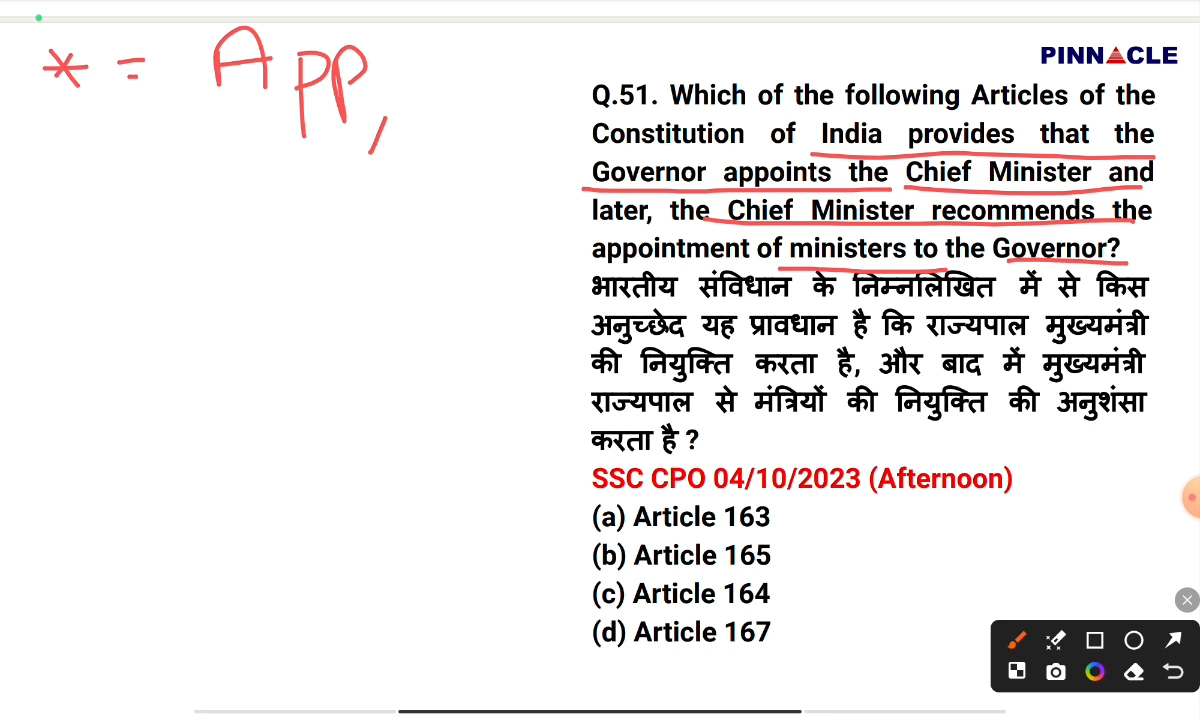 * = App,
PINNACLE
Q.51. Which of the following Articles of the
Constitution of India provides that the
Governor appoints the Chief Minister and
later, the Chief Minister recommends the
appointment of ministers to the Governor?
भारतीय संविधान के निम्नलिखित में से किस
अनुच्छेद यह प्रावधान है कि राज्यपाल मुख्यमंत्री
की नियुक्ति करता है, और बाद में मुख्यमंत्री
राज्यपाल से मंत्रियों की नियुक्ति की अनुशंसा
करता है ?
SSC CPO 04/10/2023 (Afternoon)
(a) Article 163
(b) Article 165
(c) Article 164
(d) Article 167